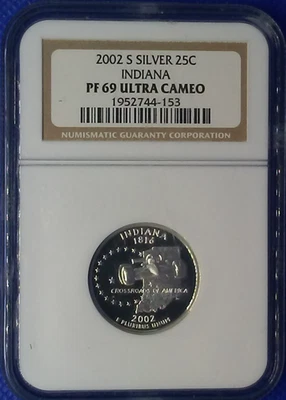 2002 S SILVER 25C
INDIANA
PF 69 ULTRA CAMEO
1952744-153
NUMISMATIC GUARANTY CORPORATION
INDIANA
1816
CROSSROADS OF AMERICA
2002
E PLURIBUS UNUM